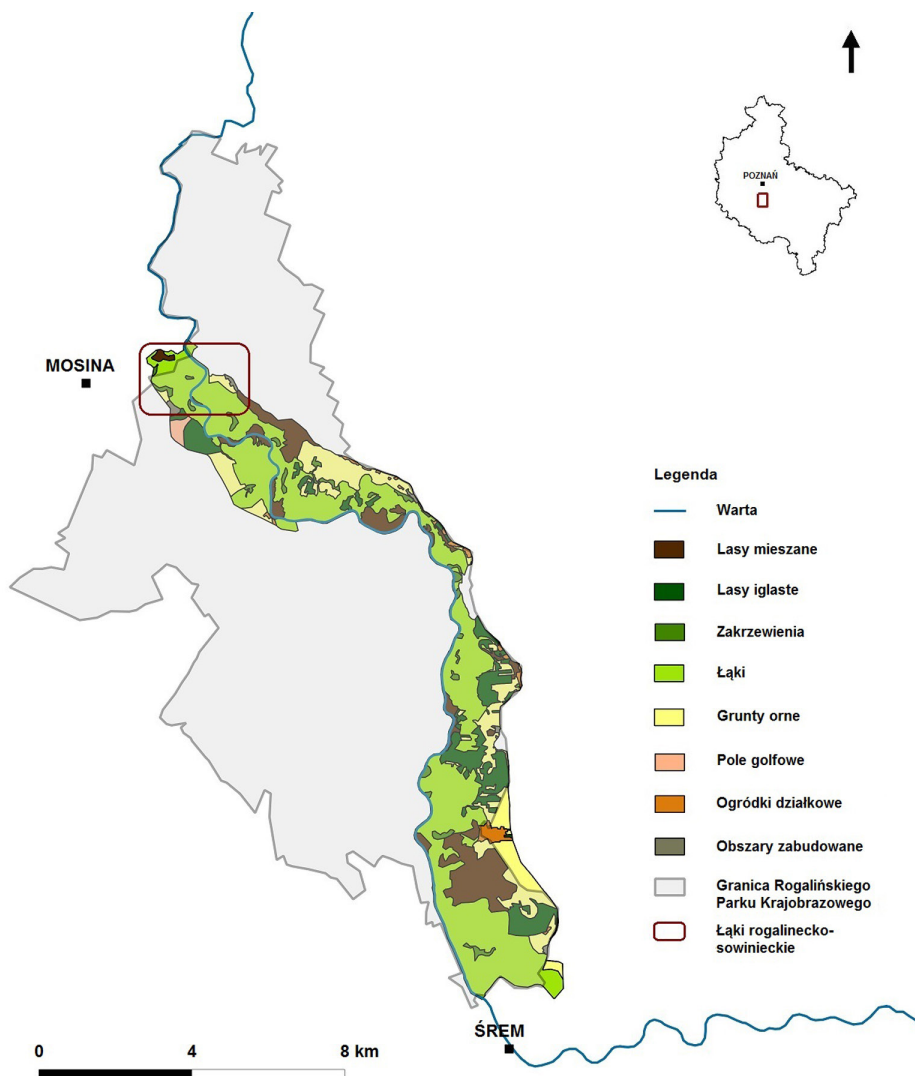 POZNAŃ
MOSINA
Legenda
Warta
Lasy mieszane
Lasy iglaste
Zakrzewienia
Łąki
Grunty orne
Pole golfowe
Ogródki działkowe
Obszary zabudowane
Granica Rogalińskiego
Parku Krajobrazowego
Łąki rogalinecko-
sowinieckie
ŚREM
0 4 8 km